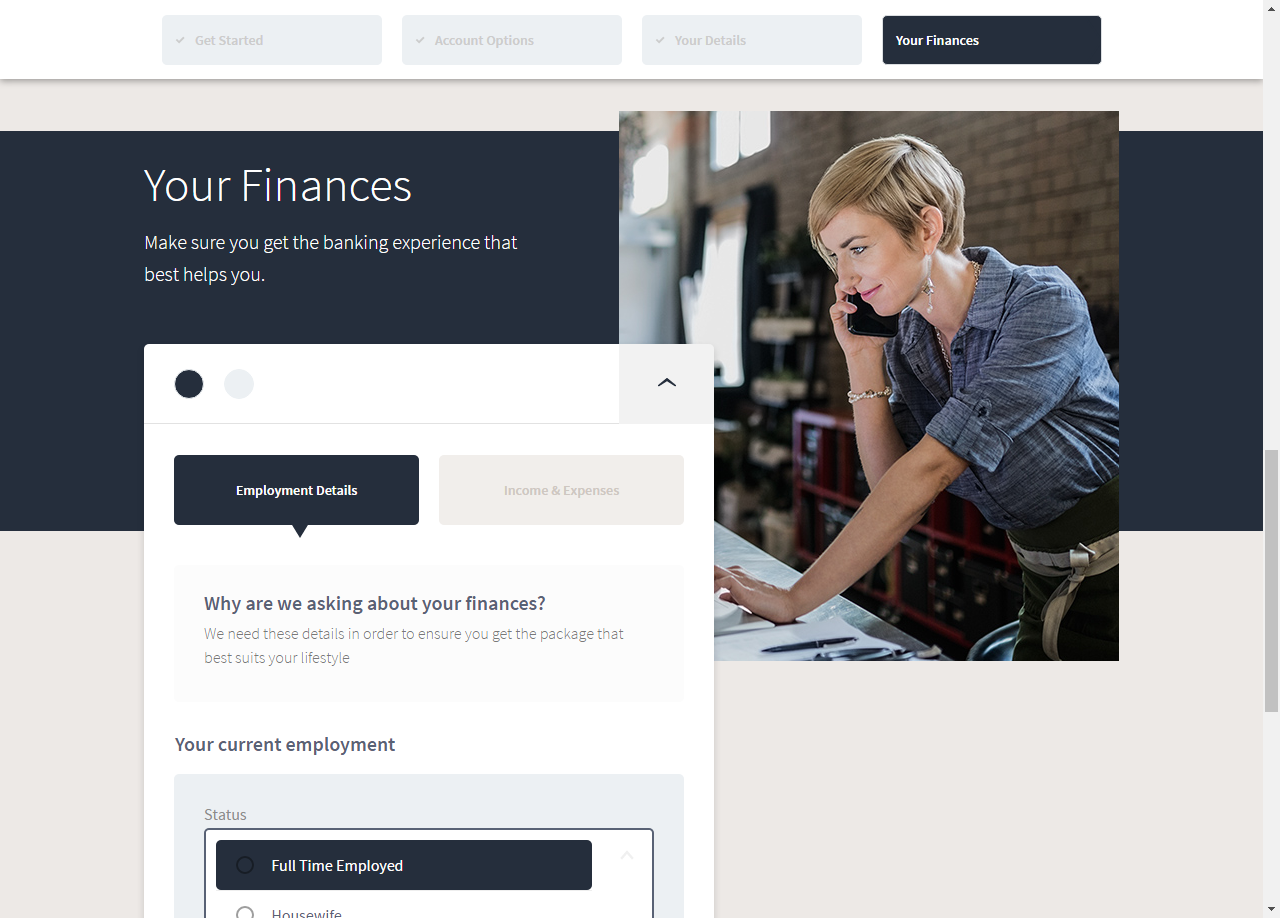 Get Started
Account Options
Your Details
Your Finances
Your Finances
Make sure you get the banking experience that
best helps you.
Employment Details
Income & Expenses
Why are we asking about your finances?
We need these details in order to ensure you get the package that
best suits your lifestyle
Your current employment
Status
Full Time Employed
Housewife